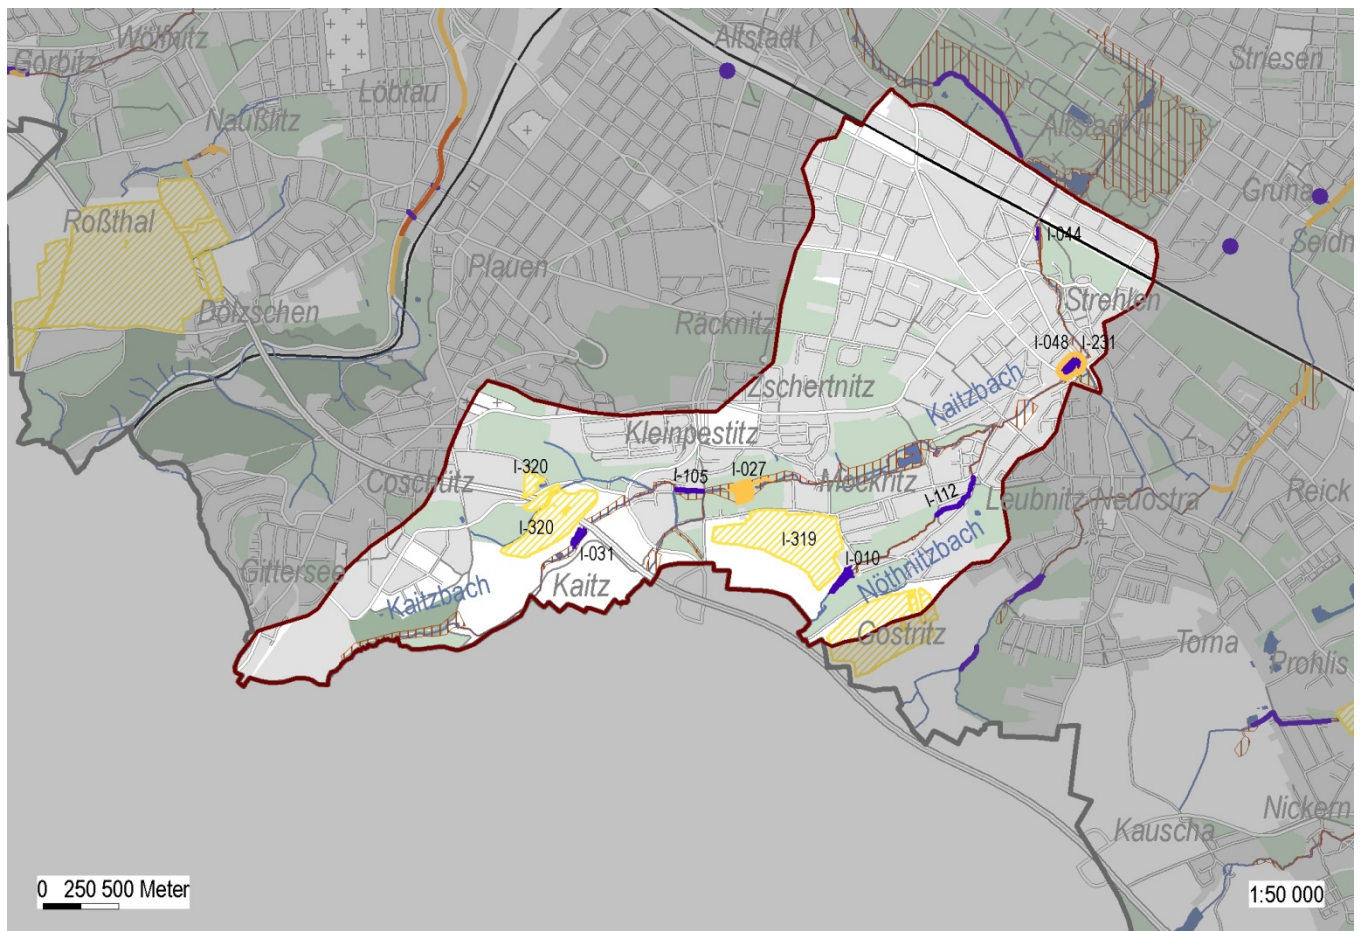 Wölfnitz
Gorbitz
Altstadt I
Striesen
Löbtau
Naußlitz
Altstadt II
Gruna
Roßthal
I-044
Seidn
Plauen
Strehlen
Dölzschen
Räcknitz
I-048
I-231
Zschertnitz
Kaitzbach
Kleinpestitz
I-320
I-105
I-027
Coschütz
Mockritz
I-112
Leubnitz-Neuostra
Reick
I-320
I-319
I-031
I-010
Gittersee
Kaitz
Nöthnitzbach
Kaitzbach
Gostritz
Torna
Prohlis
Nickern
Kauscha
0 250 500 Meter
1:50 000